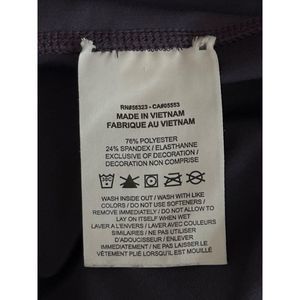 RN#56323 - CA#05553
MADE IN VIETNAM
FABRIQUE AU VIETNAM
76% POLYESTER
24% SPANDEX / ELASTHANNE
EXCLUSIVE OF DECORATION /
DECORATION NON COMPRISE
WASH INSIDE OUT / WASH WITH LIKE
COLORS / DO NOT USE SOFTENERS /
REMOVE IMMEDIATELY / DO NOT ALLOW TO
LAY ON ITSELF WHEN WET
LAVER A L'ENVERS / LAVER AVEC COULEURS
SIMILAIRES / NE PAS UTILISER
D'ADOUCISSEUR / ENLEVER
IMMÉDIATEMENT / NE PAS LAISSER LE
VÊTEMENT PLIÉ LORSQU'IL EST MOUILLÉ